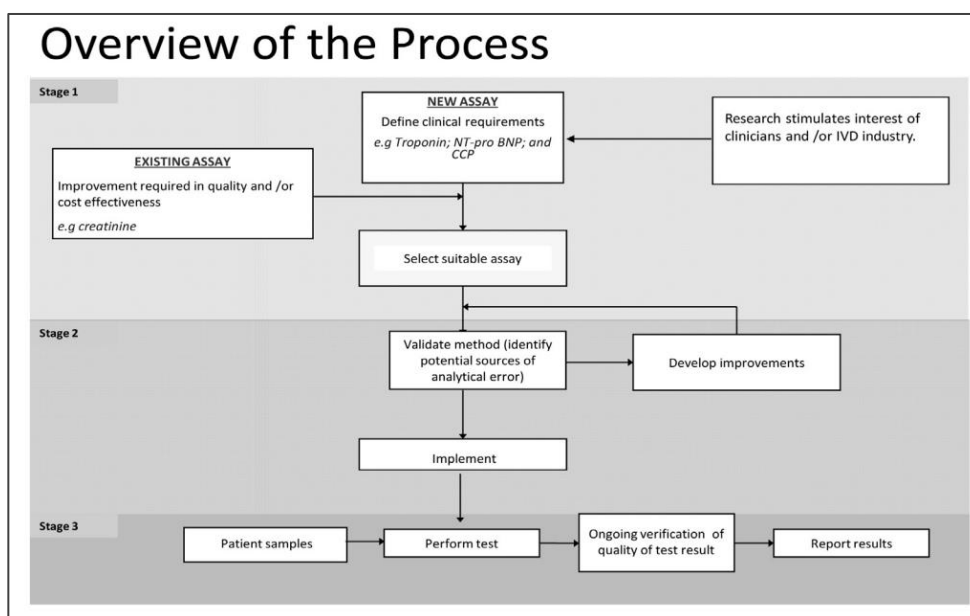 Overview of the Process
Stage 1
NEW ASSAY
Define clinical requirements
e.g Troponin; NT-pro BNP; and
CCP
Research stimulates interest of
clinicians and /or IVD industry.
EXISTING ASSAY
Improvement required in quality and /or
cost effectiveness
e.g creatinine
Select suitable assay
Stage 2
Validate method (identify
potential sources of
analytical error)
Develop improvements
Implement
Stage 3
Patient samples
Perform test
Ongoing verification of
quality of test result
Report results